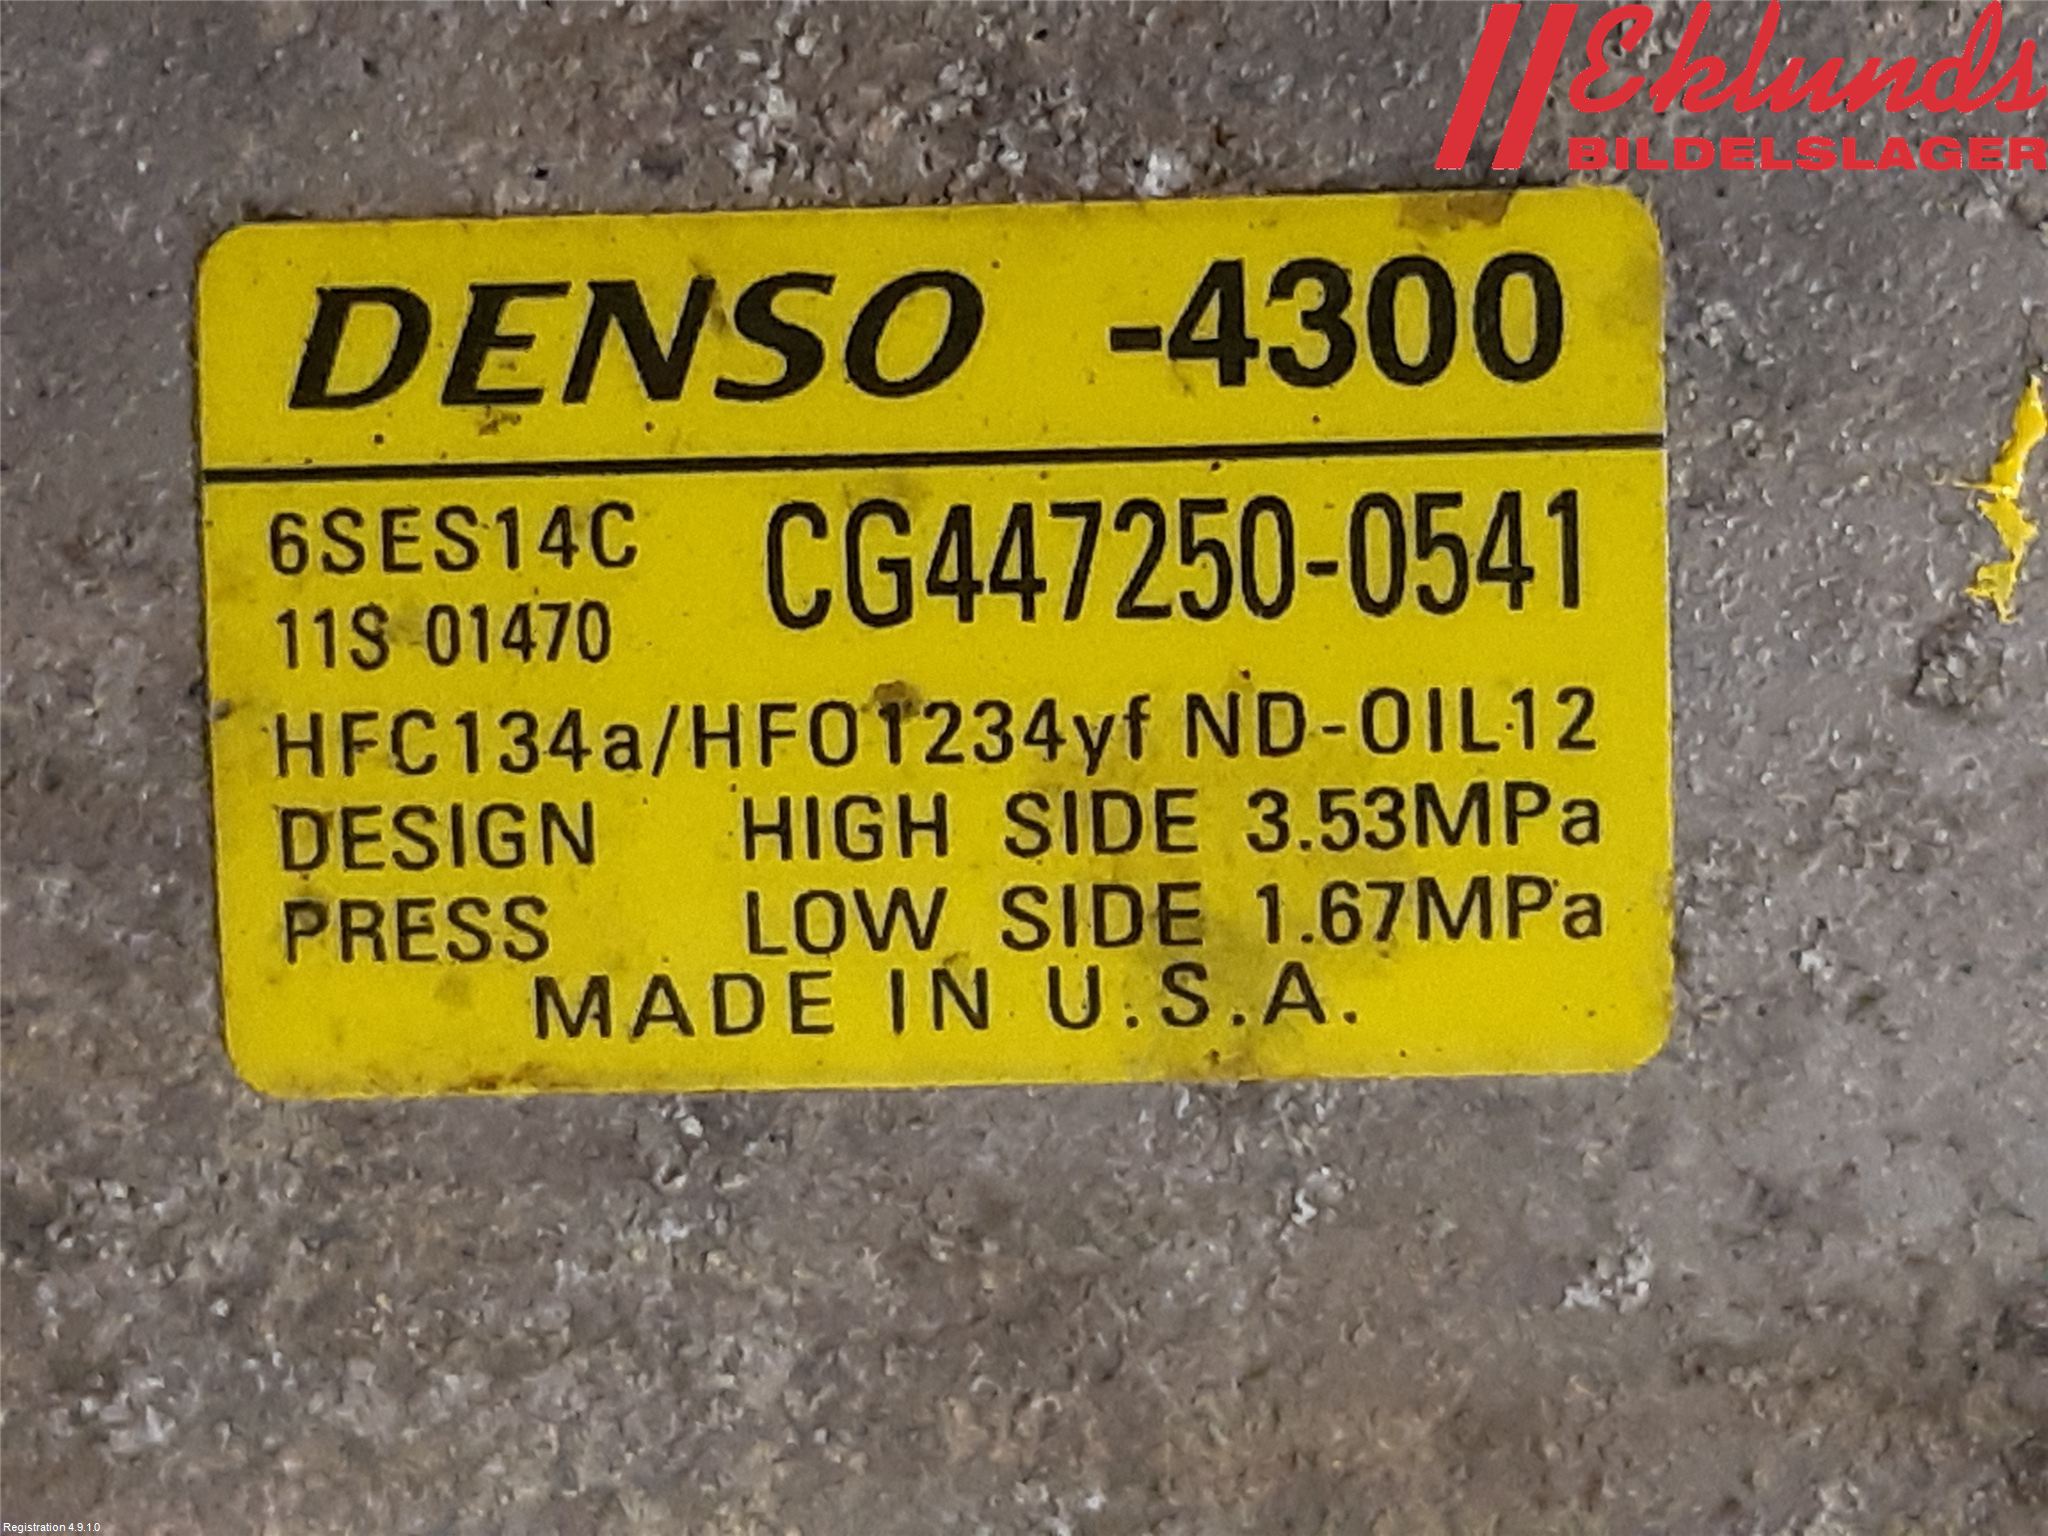 Eklunds
BILDELSLAGER
DENSO -4300
6SES14C CG447250-0541
11S 01470
HFC134a/HFO1234yf ND-OIL12
DESIGN HIGH SIDE 3.53MPa
PRESS LOW SIDE 1.67MPa
MADE IN U.S.A.
Registration 4.9.1.0